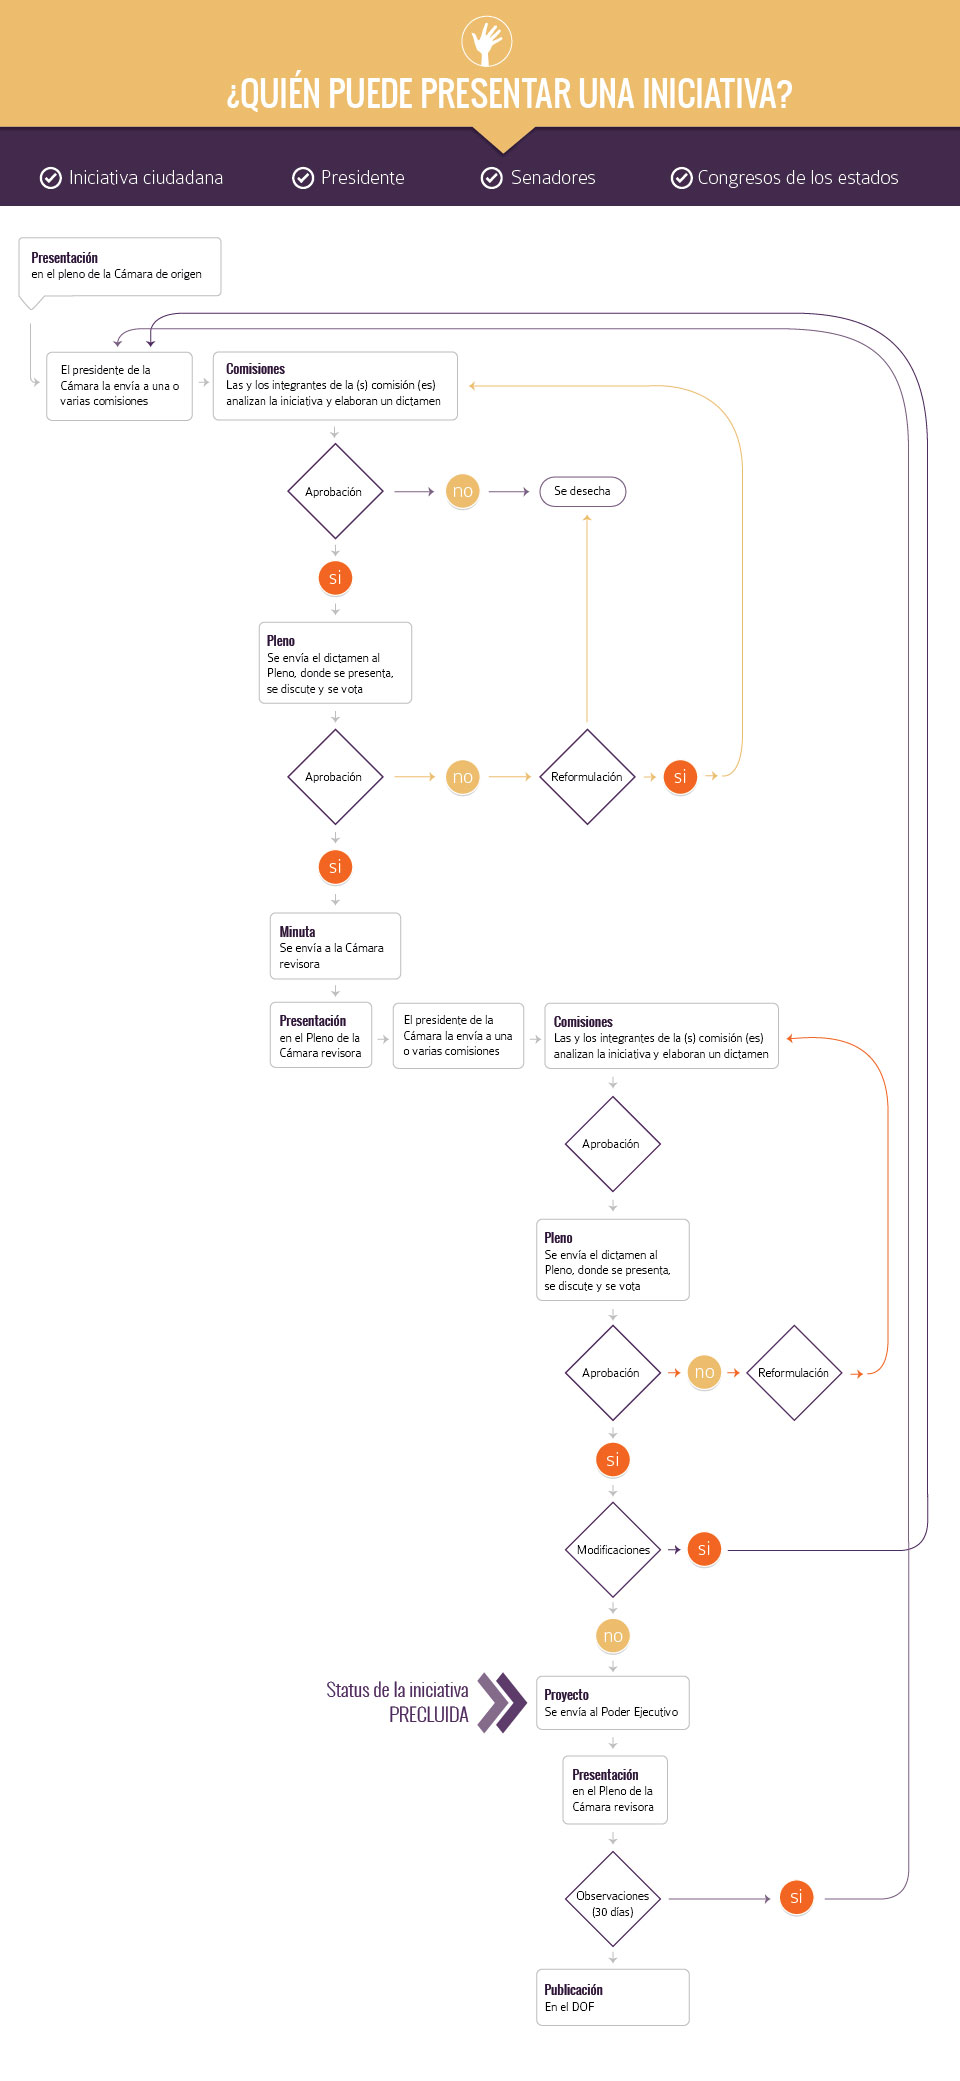 ¿QUIÉN PUEDE PRESENTAR UNA INICIATIVA?
Iniciativa ciudadana
Presidente
Senadores
Congresos de los estados
Presentación
en el pleno de la Cámara de origen
El presidente de la
Cámara la envía a una o
varias comisiones
Comisiones
Las y los integrantes de la (s) comisión (es)
analizan la iniciativa y elaboran un dictamen
Aprobación
no
Se desecha
si
Pleno
Se envía el dictamen al
Pleno, donde se presenta,
se discute y se vota
Aprobación
no
Reformulación
si
si
Minuta
Se envía a la Cámara
revisora
Presentación
en el Pleno de la
Cámara revisora
El presidente de la
Cámara la envía a una
o varias comisiones
Comisiones
Las y los integrantes de la (s) comisión (es)
analizan la iniciativa y elaboran un dictamen
Aprobación
Pleno
Se envía el dictamen al
Pleno, donde se presenta,
se discute y se vota
Aprobación
no
Reformulación
si
Modificaciones
si
no
Status de la iniciativa
PRECLUIDA
Proyecto
Se envía al Poder Ejecutivo
Presentación
en el Pleno de la
Cámara revisora
Observaciones
(30 días)
si
Publicación
En el DOF